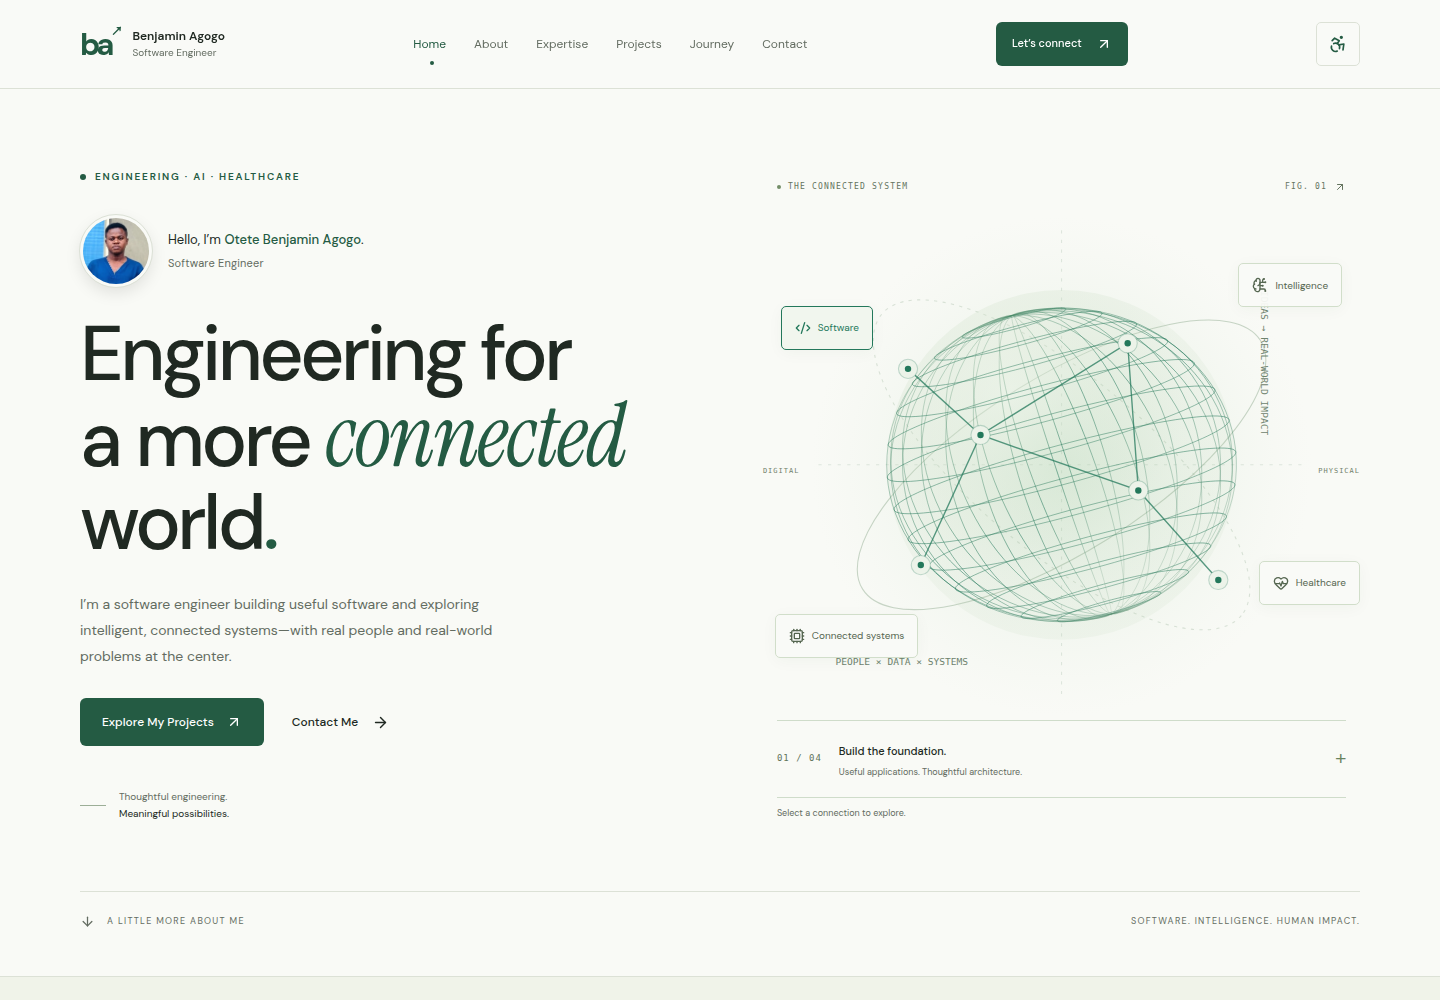 ba
Benjamin Agogo
Software Engineer
Home
About
Expertise
Projects
Journey
Contact
Let's connect
ENGINEERING · AI · HEALTHCARE
Hello, I'm Otete Benjamin Agogo.
Software Engineer
Engineering for
a more connected
world.
I'm a software engineer building useful software and exploring
intelligent, connected systems—with real people and real-world
problems at the center.
Explore My Projects
Contact Me
Thoughtful engineering.
Meaningful possibilities.
THE CONNECTED SYSTEM
FIG. 01
Software
Intelligence
→ REAL-WORLD IMPACT
DIGITAL
PHYSICAL
Healthcare
Connected systems
PEOPLE × DATA × SYSTEMS
01 / 04
Build the foundation.
Useful applications. Thoughtful architecture.
+
Select a connection to explore.
A LITTLE MORE ABOUT ME
SOFTWARE. INTELLIGENCE. HUMAN IMPACT.